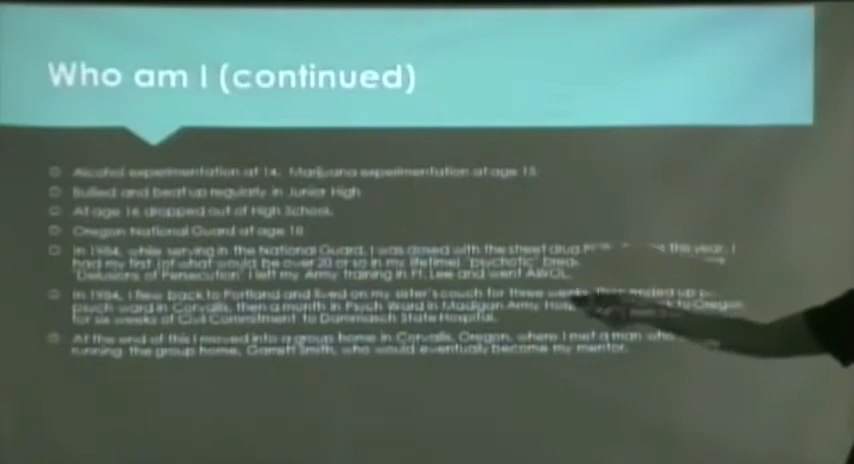 Who am I (continued)
Alcohol experimentation at 14. Marijuana experimentation at age 15
Bullied and beat up regularly in Junior High
At age 16 dropped out of High School.
Oregon National Guard at age 18
In 1984, while serving in the National Guard, I was dosed with the street drug this year, I
had my first (of what would be over 20 or so in my lifetime) "psychotic"
"Delusions of Persecution" I left my Army training in Ft. Lee and went AWOL.
In 1984, I flew back to Portland and lived on my sister's couch for three then ended up
psych ward in Corvallis, then a month in Psych Ward in Madigan Army to Oregon
for six weeks of Civil Commitment to Dammasch State Hospital.
At the end of this I moved into a group home in Corvallis, Oregon, where I met a man
running the group home, Garrett Smith, who would eventually become my mentor.